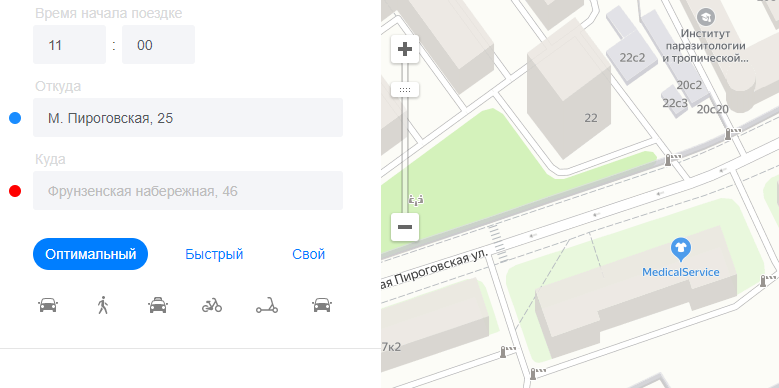 Время начала поездке
11 : 00
Откуда
М. Пироговская, 25
Куда
Фрунзенская набережная, 46
Оптимальный
Быстрый
Свой
Институт
паразитологии
и тропической...
22с2
20с2
22с3
20с20
22
ая Пироговская ул.
MedicalService
7к2